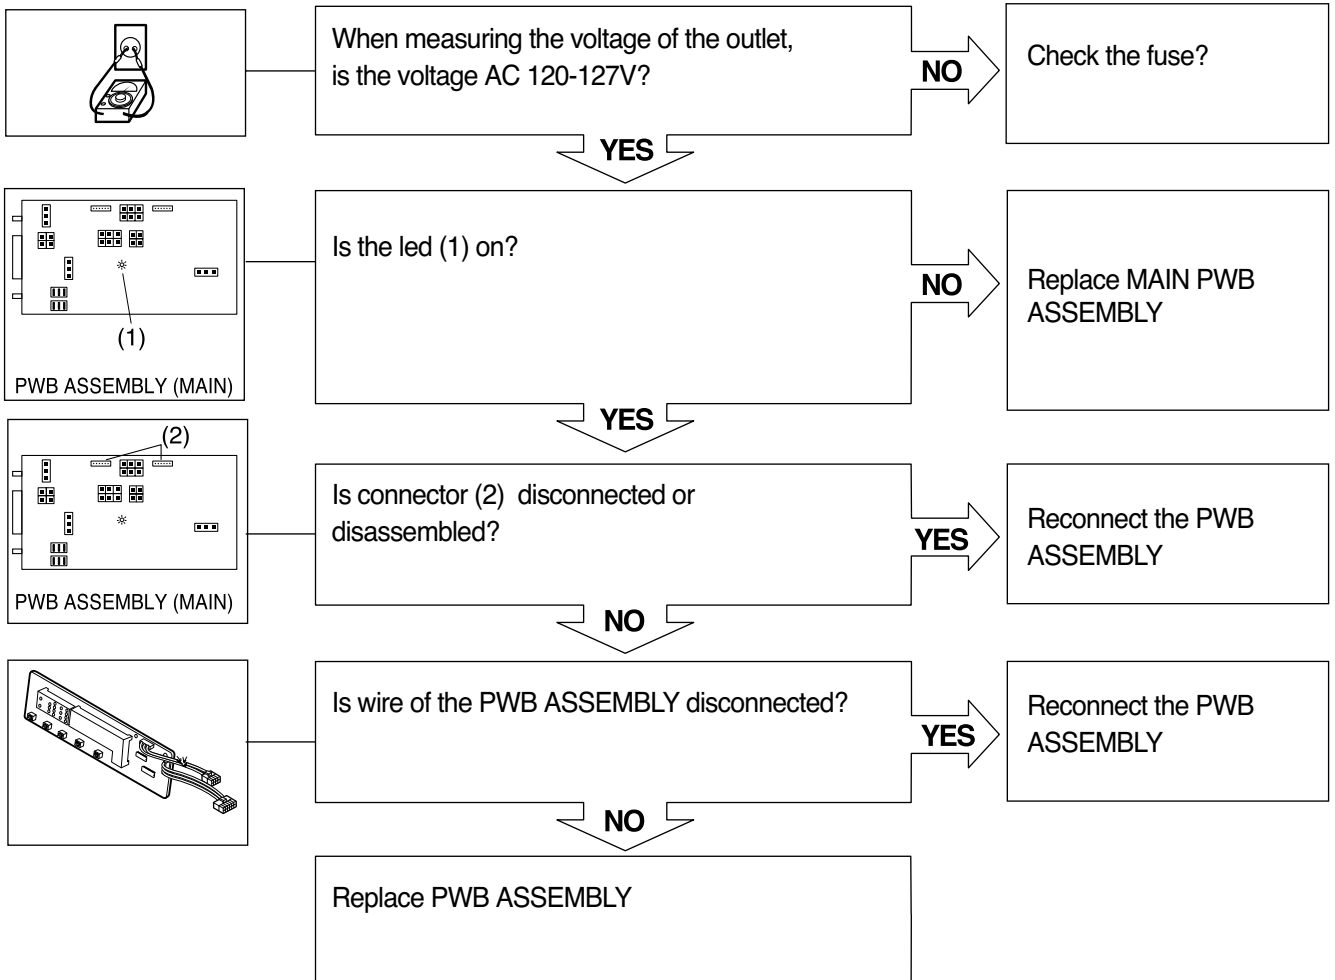 When measuring the voltage of the outlet,
is the voltage AC 120-127V?
NO
Check the fuse?
YES
(1)
PWB ASSEMBLY (MAIN)
Is the led (1) on?
NO
Replace MAIN PWB
ASSEMBLY
YES
(2)
PWB ASSEMBLY (MAIN)
Is connector (2) disconnected or
disassembled?
YES
Reconnect the PWB
ASSEMBLY
NO
Is wire of the PWB ASSEMBLY disconnected?
YES
Reconnect the PWB
ASSEMBLY
NO
Replace PWB ASSEMBLY